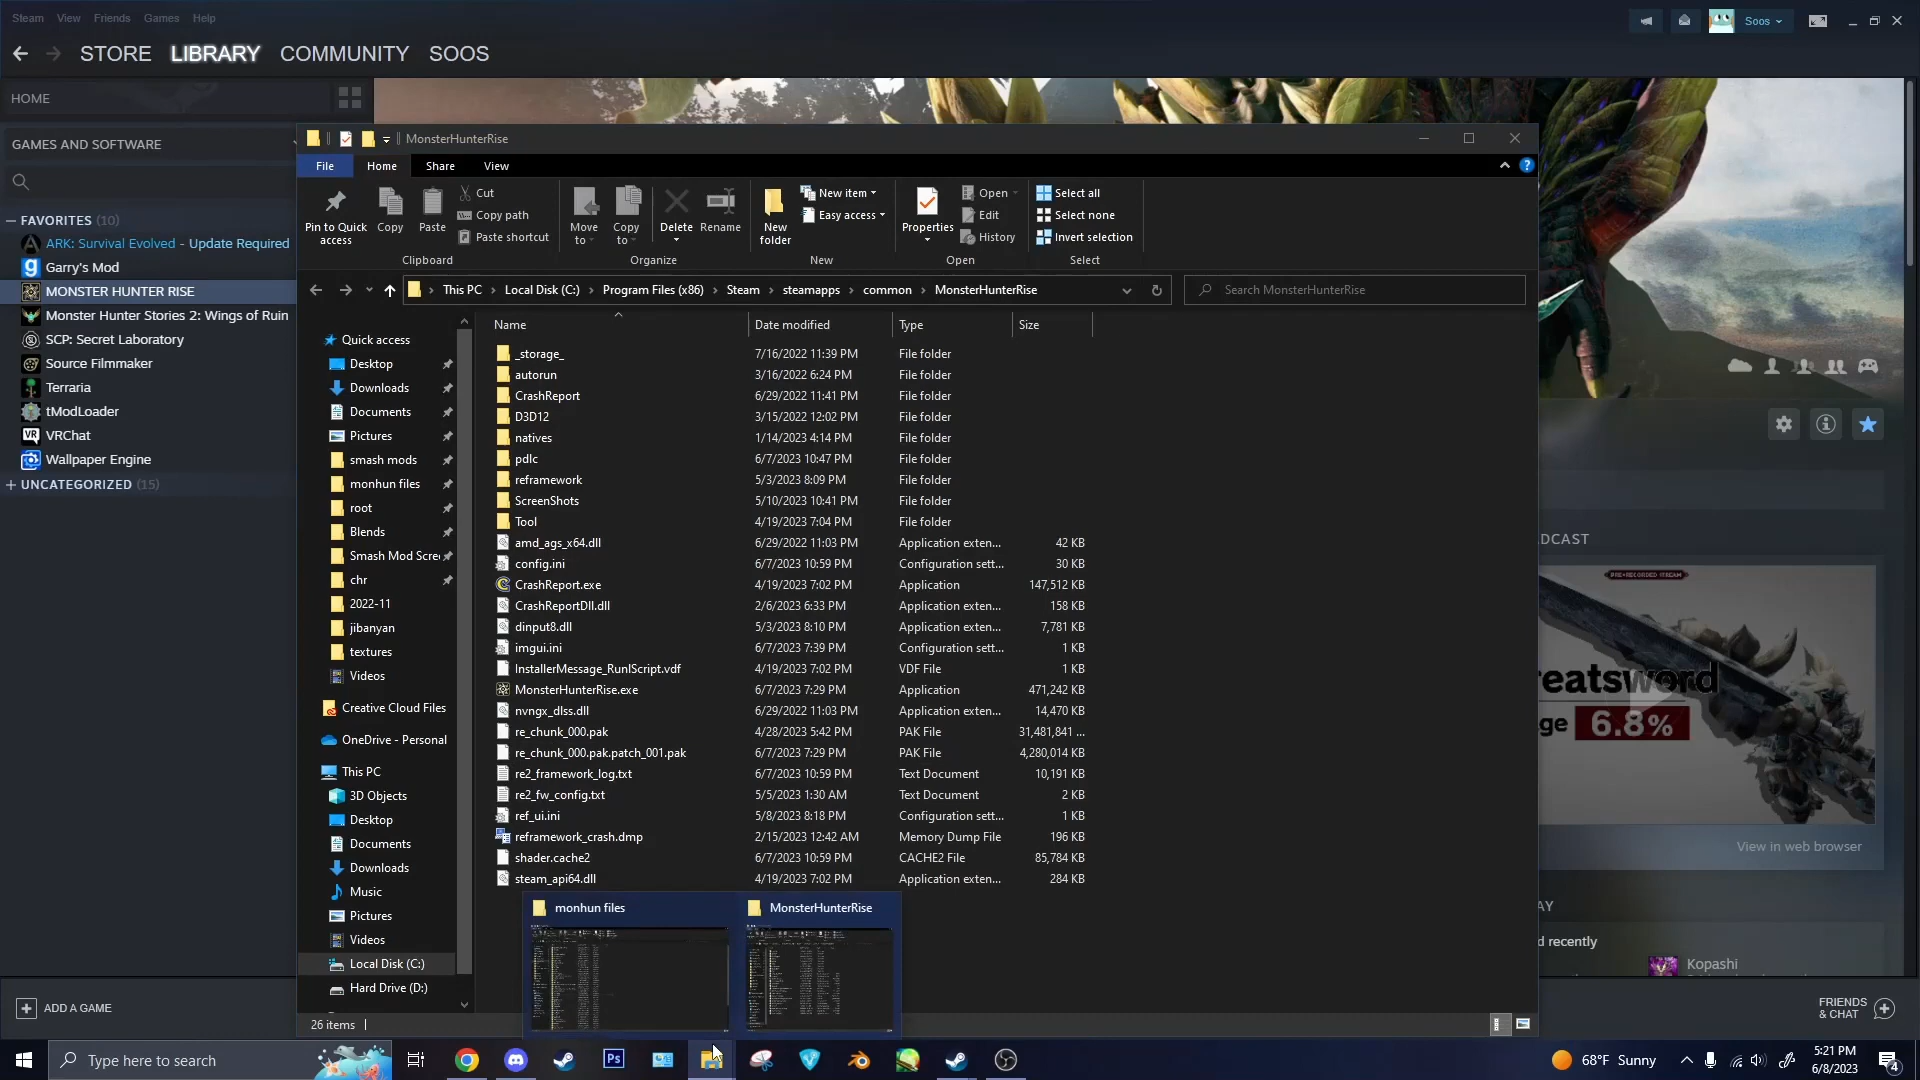 Steam View Friends Games Help
Soos
STORE LIBRARY COMMUNITY SOOS
HOME
GAMES AND SOFTWARE
FAVORITES (10)
ARK: Survival Evolved - Update Required
Garry's Mod
MONSTER HUNTER RISE
Monster Hunter Stories 2: Wings of Ruin
SCP: Secret Laboratory
Source Filmmaker
Terraria
tModLoader
VRChat
Wallpaper Engine
UNCATEGORIZED (15)
ADD A GAME
MonsterHunterRise
File Home Share View
Pin to Quick access
Copy
Paste
Cut
Copy path
Paste shortcut
Clipboard
Move to
Copy to
Delete
Rename
Organize
New folder
New item
Easy access
New
Properties
Open
Edit
History
Open
Select all
Select none
Invert selection
Select
This PC > Local Disk (C:) > Program Files (x86) > Steam > steamapps > common > MonsterHunterRise
Search MonsterHunterRise
Quick access
Desktop
Downloads
Documents
Pictures
smash mods
monhun files
root
Blends
Smash Mod Scre
chr
2022-11
jibanyan
textures
Videos
Creative Cloud Files
OneDrive - Personal
This PC
3D Objects
Desktop
Documents
Downloads
Music
Pictures
Videos
Local Disk (C:)
Hard Drive (D:)
Name Date modified Type Size
_storage_ 7/16/2022 11:39 PM File folder
autorun 3/16/2022 6:24 PM File folder
CrashReport 6/29/2022 11:41 PM File folder
D3D12 3/15/2022 12:02 PM File folder
natives 1/14/2023 4:14 PM File folder
pdlc 6/7/2023 10:47 PM File folder
reframework 5/3/2023 8:09 PM File folder
ScreenShots 5/10/2023 10:41 PM File folder
Tool 4/19/2023 7:04 PM File folder
amd_ags_x64.dll 6/29/2022 11:03 PM Application exten... 42 KB
config.ini 6/7/2023 10:59 PM Configuration sett... 30 KB
CrashReport.exe 4/19/2023 7:02 PM Application 147,512 KB
CrashReportDll.dll 2/6/2023 6:33 PM Application exten... 158 KB
dinput8.dll 5/3/2023 8:10 PM Application exten... 7,781 KB
imgui.ini 6/7/2023 7:39 PM Configuration sett... 1 KB
InstallerMessage_RunIScript.vdf 4/19/2023 7:02 PM VDF File 1 KB
MonsterHunterRise.exe 6/7/2023 7:29 PM Application 471,242 KB
nvngx_dlss.dll 6/29/2022 11:03 PM Application exten... 14,470 KB
re_chunk_000.pak 4/28/2023 5:42 PM PAK File 31,481,841 ...
re_chunk_000.pak.patch_001.pak 6/7/2023 7:29 PM PAK File 4,280,014 KB
re2_framework_log.txt 6/7/2023 10:59 PM Text Document 10,191 KB
re2_fw_config.txt 5/5/2023 1:30 AM Text Document 2 KB
ref_ui.ini 5/8/2023 8:18 PM Configuration sett... 1 KB
reframework_crash.dmp 2/15/2023 12:42 AM Memory Dump File 196 KB
shader.cache2 6/7/2023 10:59 PM CACHE2 File 85,784 KB
steam_api64.dll 4/19/2023 7:02 PM Application exten... 284 KB
monhun files
MonsterHunterRise
26 items
DCAST
PRE-RECORDED STREAM
reatsword
ge 6.8%
View in web browser
AY
d recently
Kopashi
FRIENDS
& CHAT
Type here to search
Ps
68°F Sunny
5:21 PM
6/8/2023
4